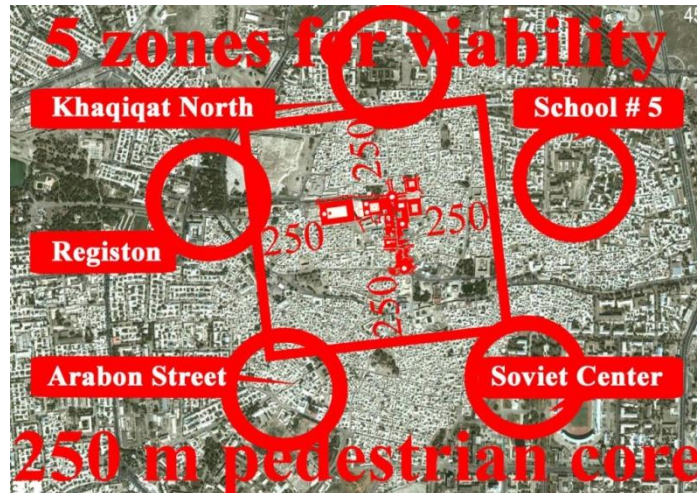 5 zones for viability
Khaqiqat North
School # 5
250
250
250
Registon
250
Arabon Street
Soviet Center
250 m pedestrian core